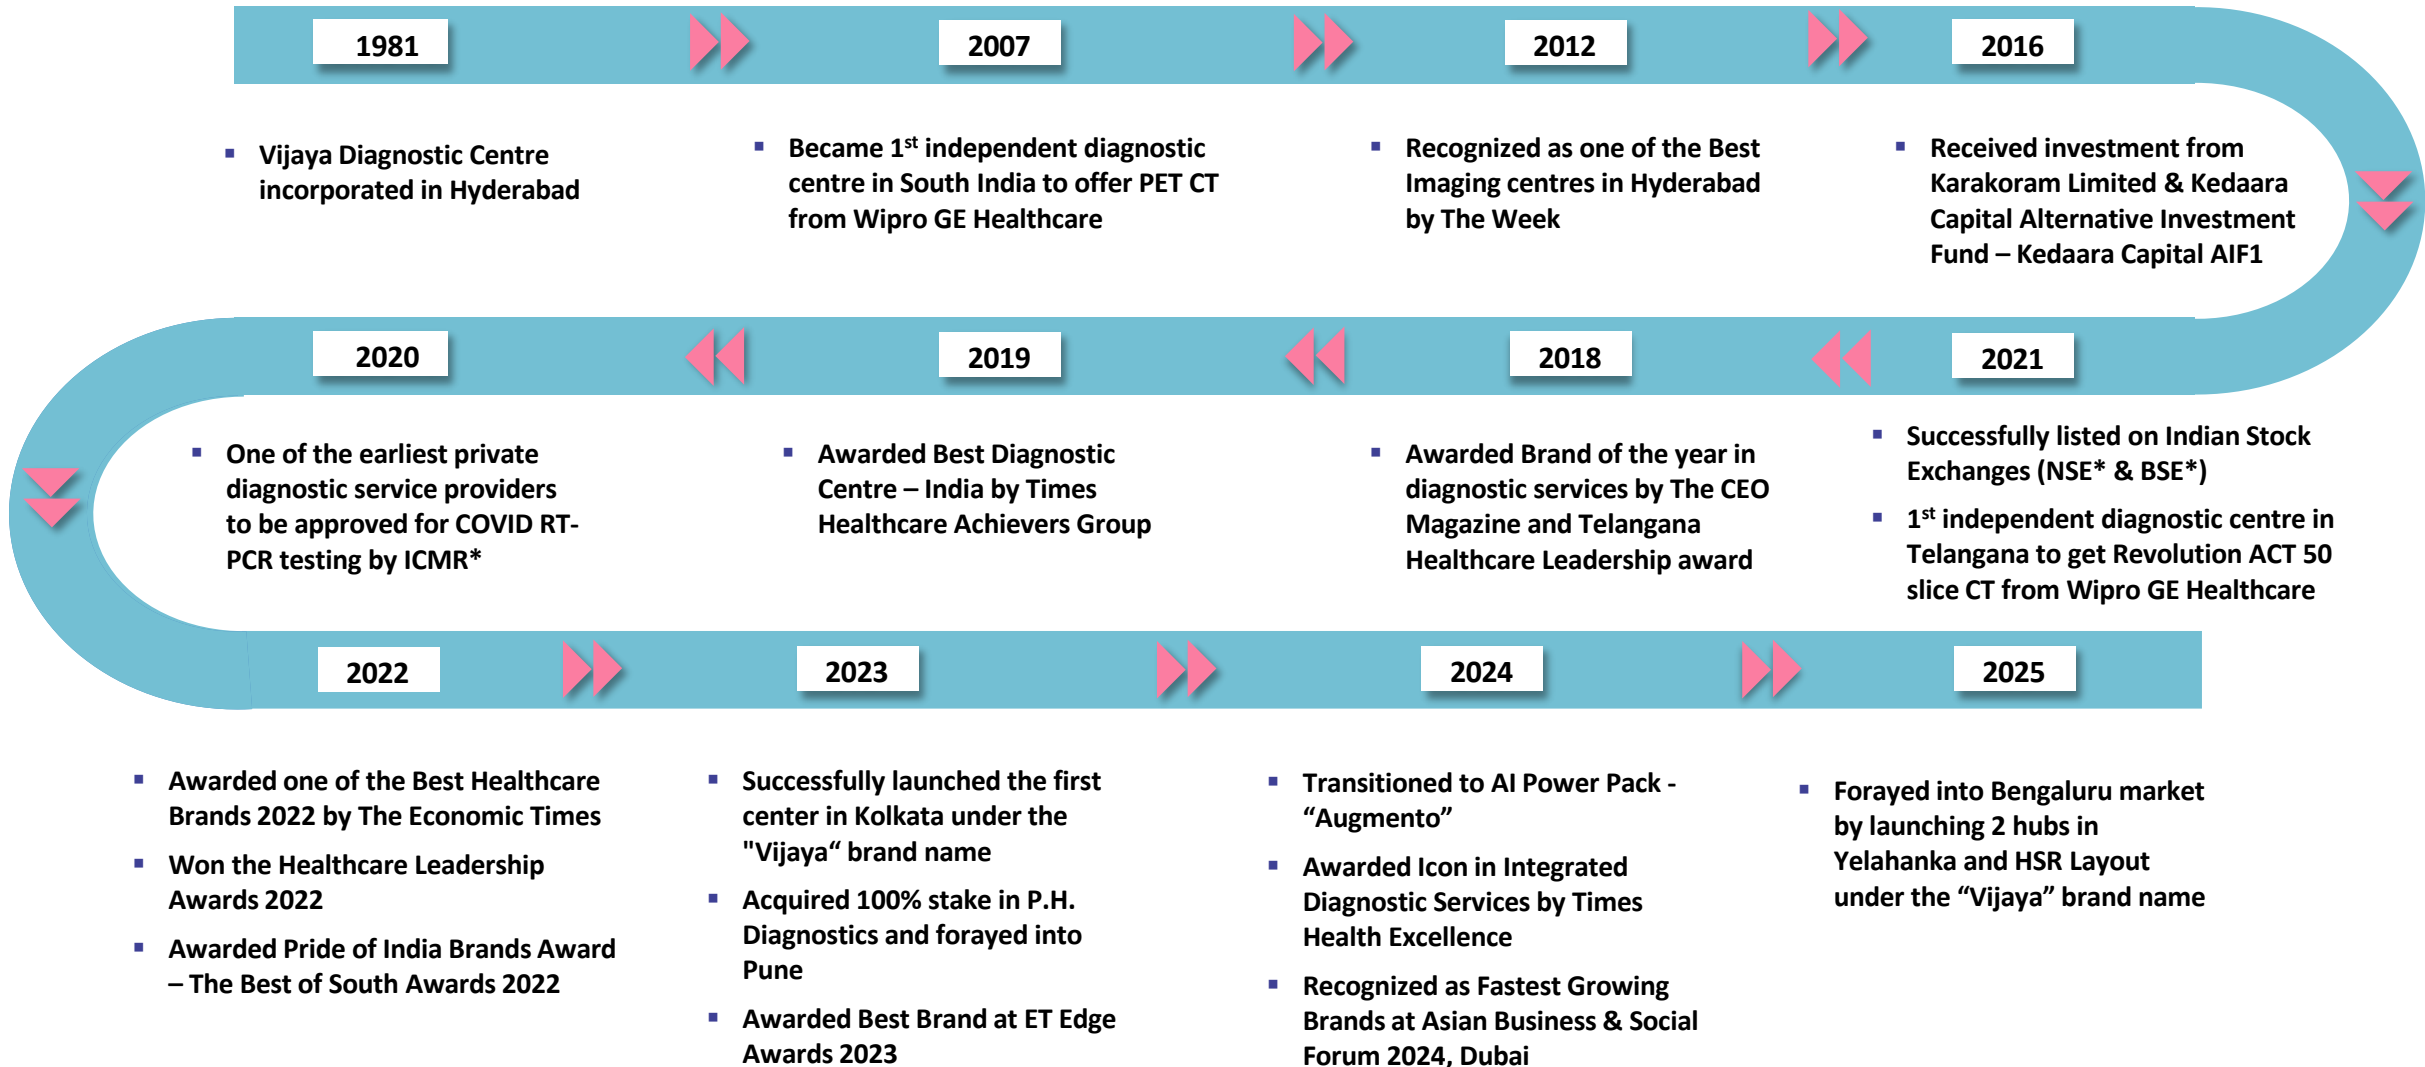 1981
2007
2012
2016
▪ Vijaya Diagnostic Centre
incorporated in Hyderabad
▪ Became 1st independent diagnostic
centre in South India to offer PET CT
from Wipro GE Healthcare
▪ Recognized as one of the Best
Imaging centres in Hyderabad
by The Week
▪ Received investment from
Karakoram Limited & Kedaara
Capital Alternative Investment
Fund – Kedaara Capital AIF1
2020
2019
2018
2021
▪ One of the earliest private
diagnostic service providers
to be approved for COVID RT-
PCR testing by ICMR*
▪ Awarded Best Diagnostic
Centre – India by Times
Healthcare Achievers Group
▪ Awarded Brand of the year in
diagnostic services by The CEO
Magazine and Telangana
Healthcare Leadership award
▪ Successfully listed on Indian Stock
Exchanges (NSE* & BSE*)
▪ 1st independent diagnostic centre in
Telangana to get Revolution ACT 50
slice CT from Wipro GE Healthcare
2022
2023
2024
2025
▪ Awarded one of the Best Healthcare
Brands 2022 by The Economic Times
▪ Won the Healthcare Leadership
Awards 2022
▪ Awarded Pride of India Brands Award
– The Best of South Awards 2022
▪ Successfully launched the first
center in Kolkata under the
"Vijaya“ brand name
▪ Acquired 100% stake in P.H.
Diagnostics and forayed into
Pune
▪ Awarded Best Brand at ET Edge
Awards 2023
▪ Transitioned to AI Power Pack -
“Augmento”
▪ Awarded Icon in Integrated
Diagnostic Services by Times
Health Excellence
▪ Recognized as Fastest Growing
Brands at Asian Business & Social
Forum 2024, Dubai
▪ Forayed into Bengaluru market
by launching 2 hubs in
Yelahanka and HSR Layout
under the “Vijaya” brand name